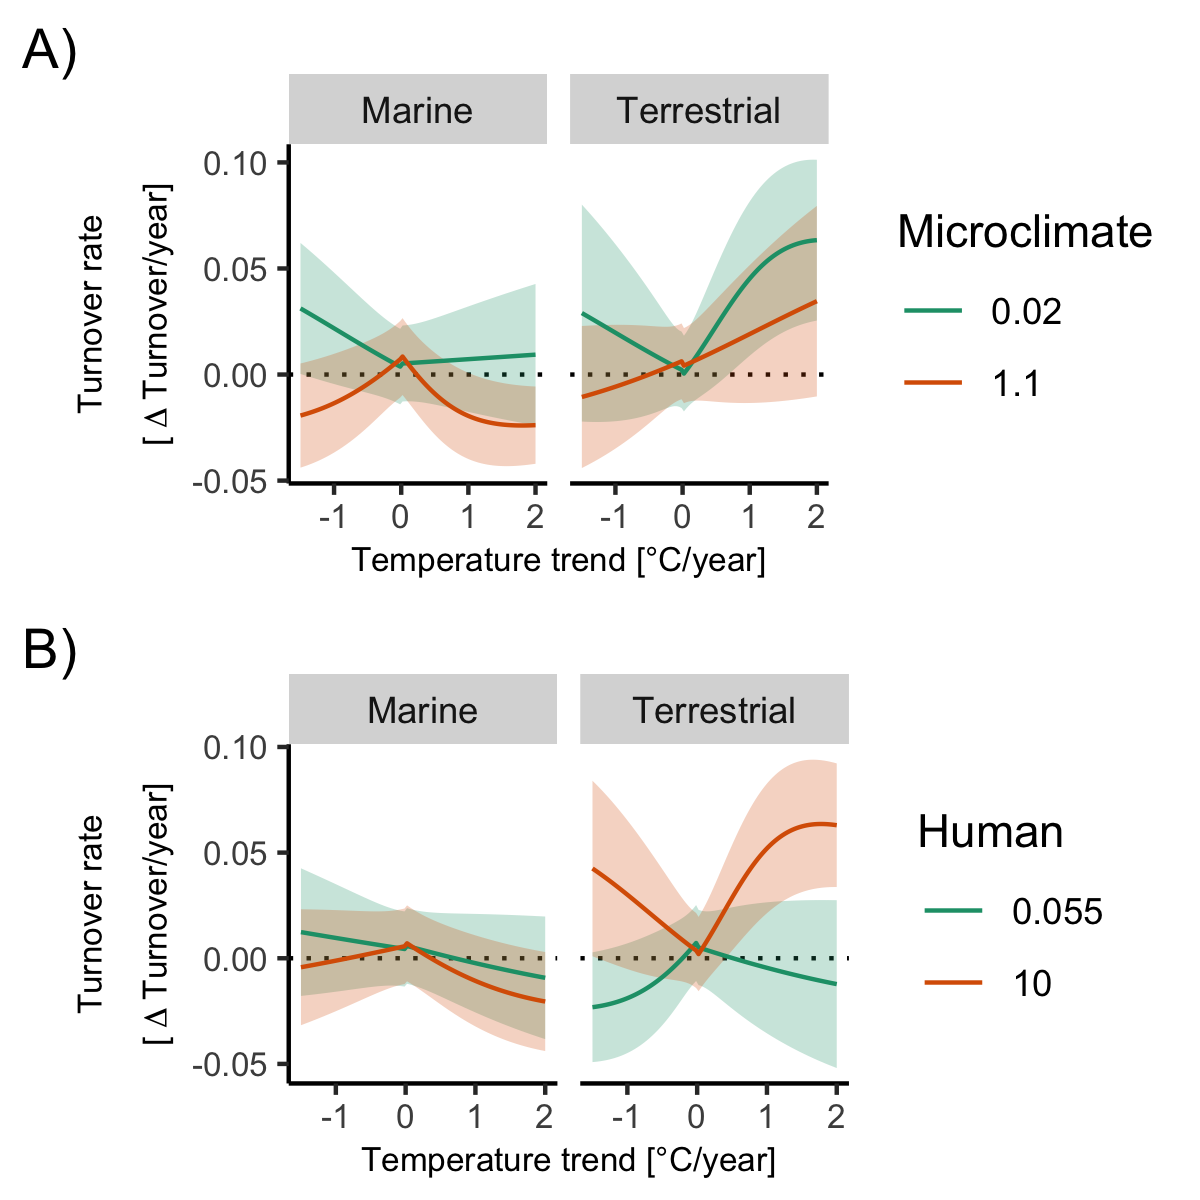 A)
Marine
Terrestrial
0.10
0.05
0.00
-0.05
Turnover rate
[ Δ Turnover/year]
-1 0 1 2
-1 0 1 2
Temperature trend [°C/year]
Microclimate
0.02
1.1
B)
Marine
Terrestrial
0.10
0.05
0.00
-0.05
Turnover rate
[ Δ Turnover/year]
-1 0 1 2
-1 0 1 2
Temperature trend [°C/year]
Human
0.055
10